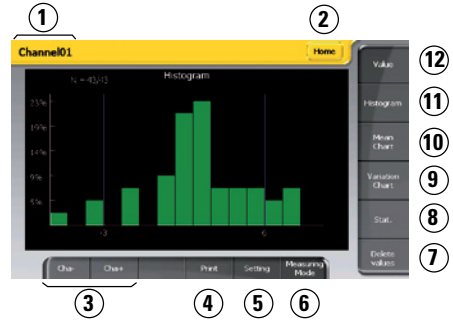 1
2
Channel01
Home
N = 43/43
Histogram
23%
19%
14%
9%
5%
-3
6
Value
Histogram
Mean
Chart
Variation
Chart
Stat.
Delete
values
12
11
10
9
8
7
Cha-
Cha+
Print
Setting
Measuring
Mode
3
4
5
6